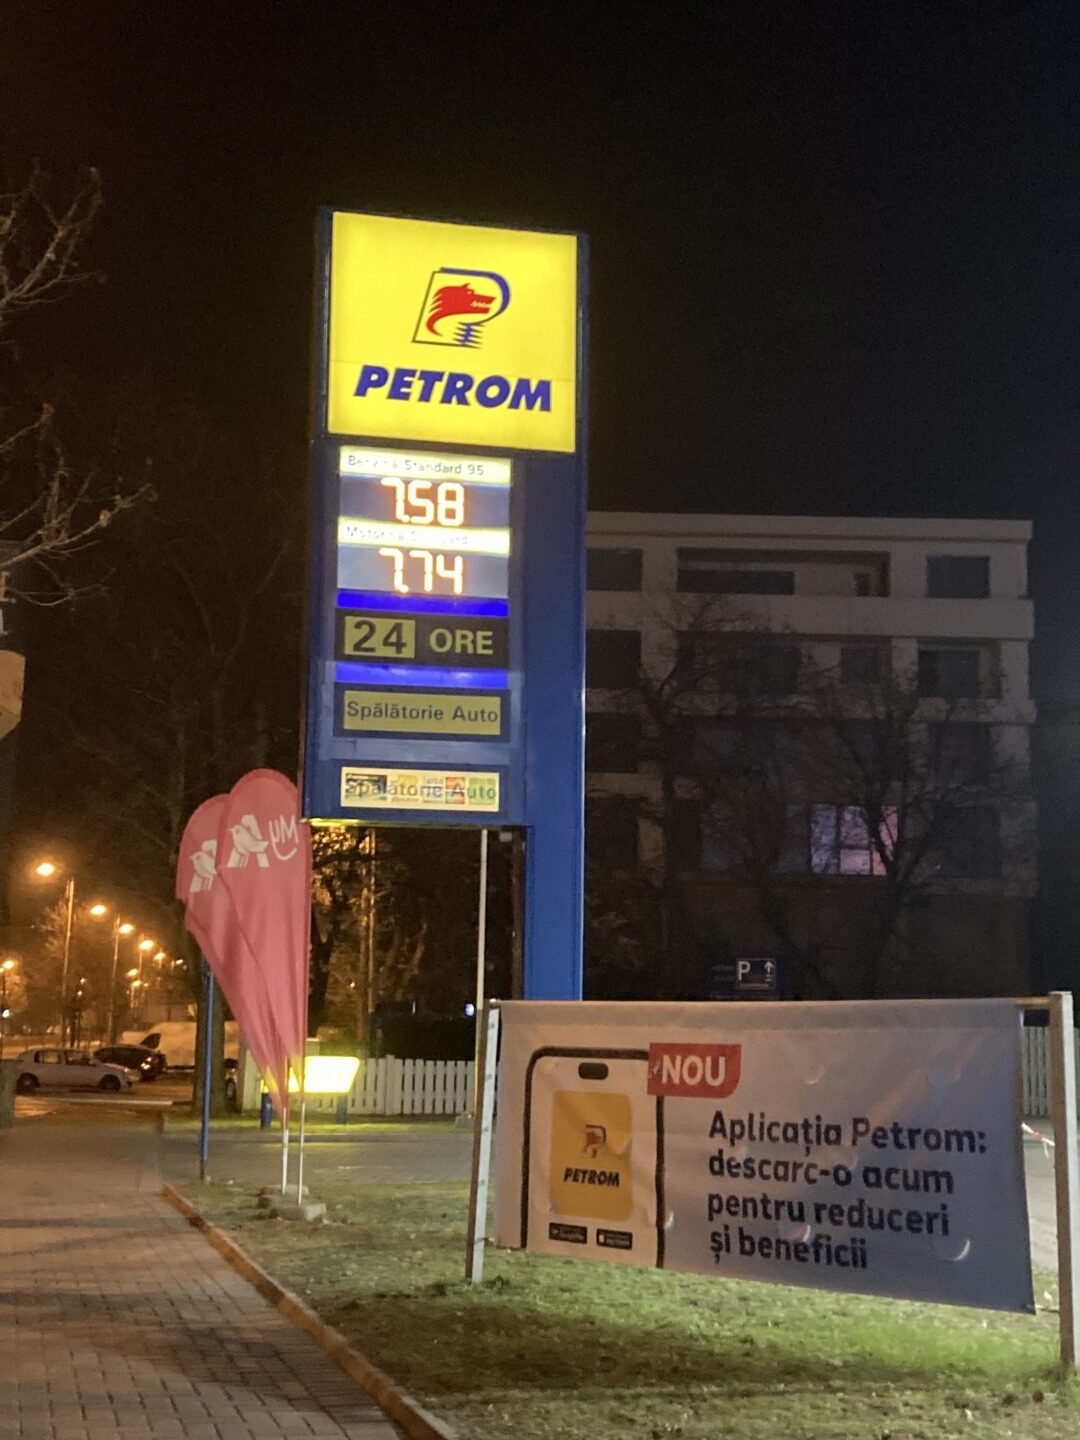 PETROM
Benzină Standard 95
7.58
Motorină Standard
7.74
24 ORE
Spălătorie Auto
Spălătorie Auto
UM
P
NOU
Aplicația Petrom:
descarc-o acum
pentru reduceri
și beneficii
PETROM